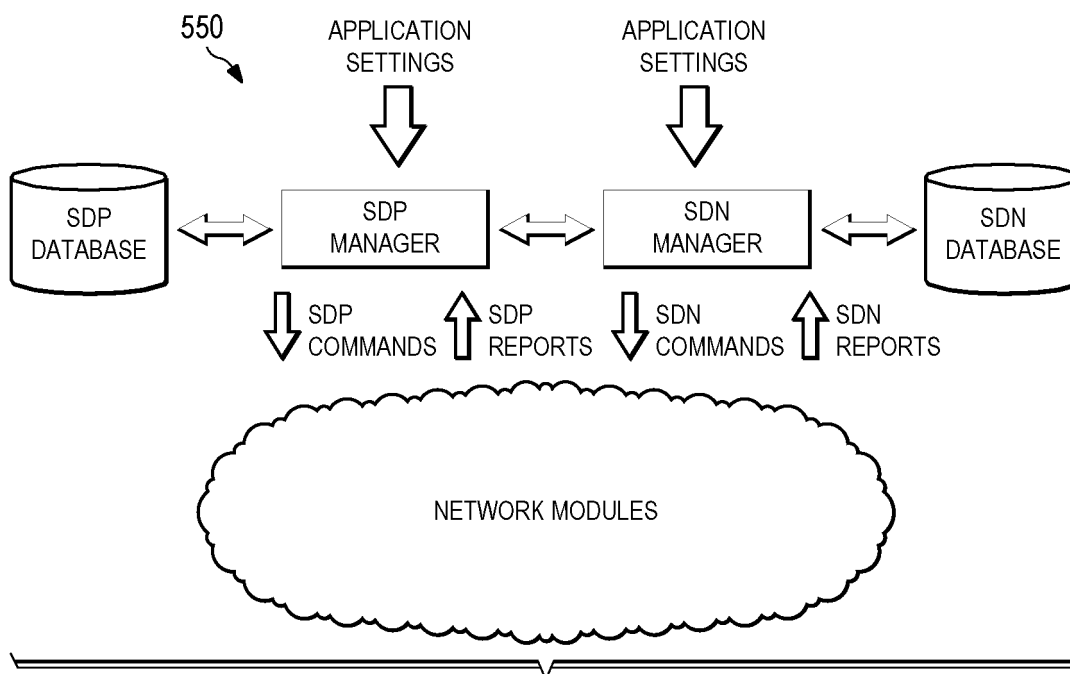 550
APPLICATION
SETTINGS
APPLICATION
SETTINGS
SDP
DATABASE
SDP
MANAGER
SDN
MANAGER
SDN
DATABASE
SDP
COMMANDS
SDP
REPORTS
SDN
COMMANDS
SDN
REPORTS
NETWORK MODULES